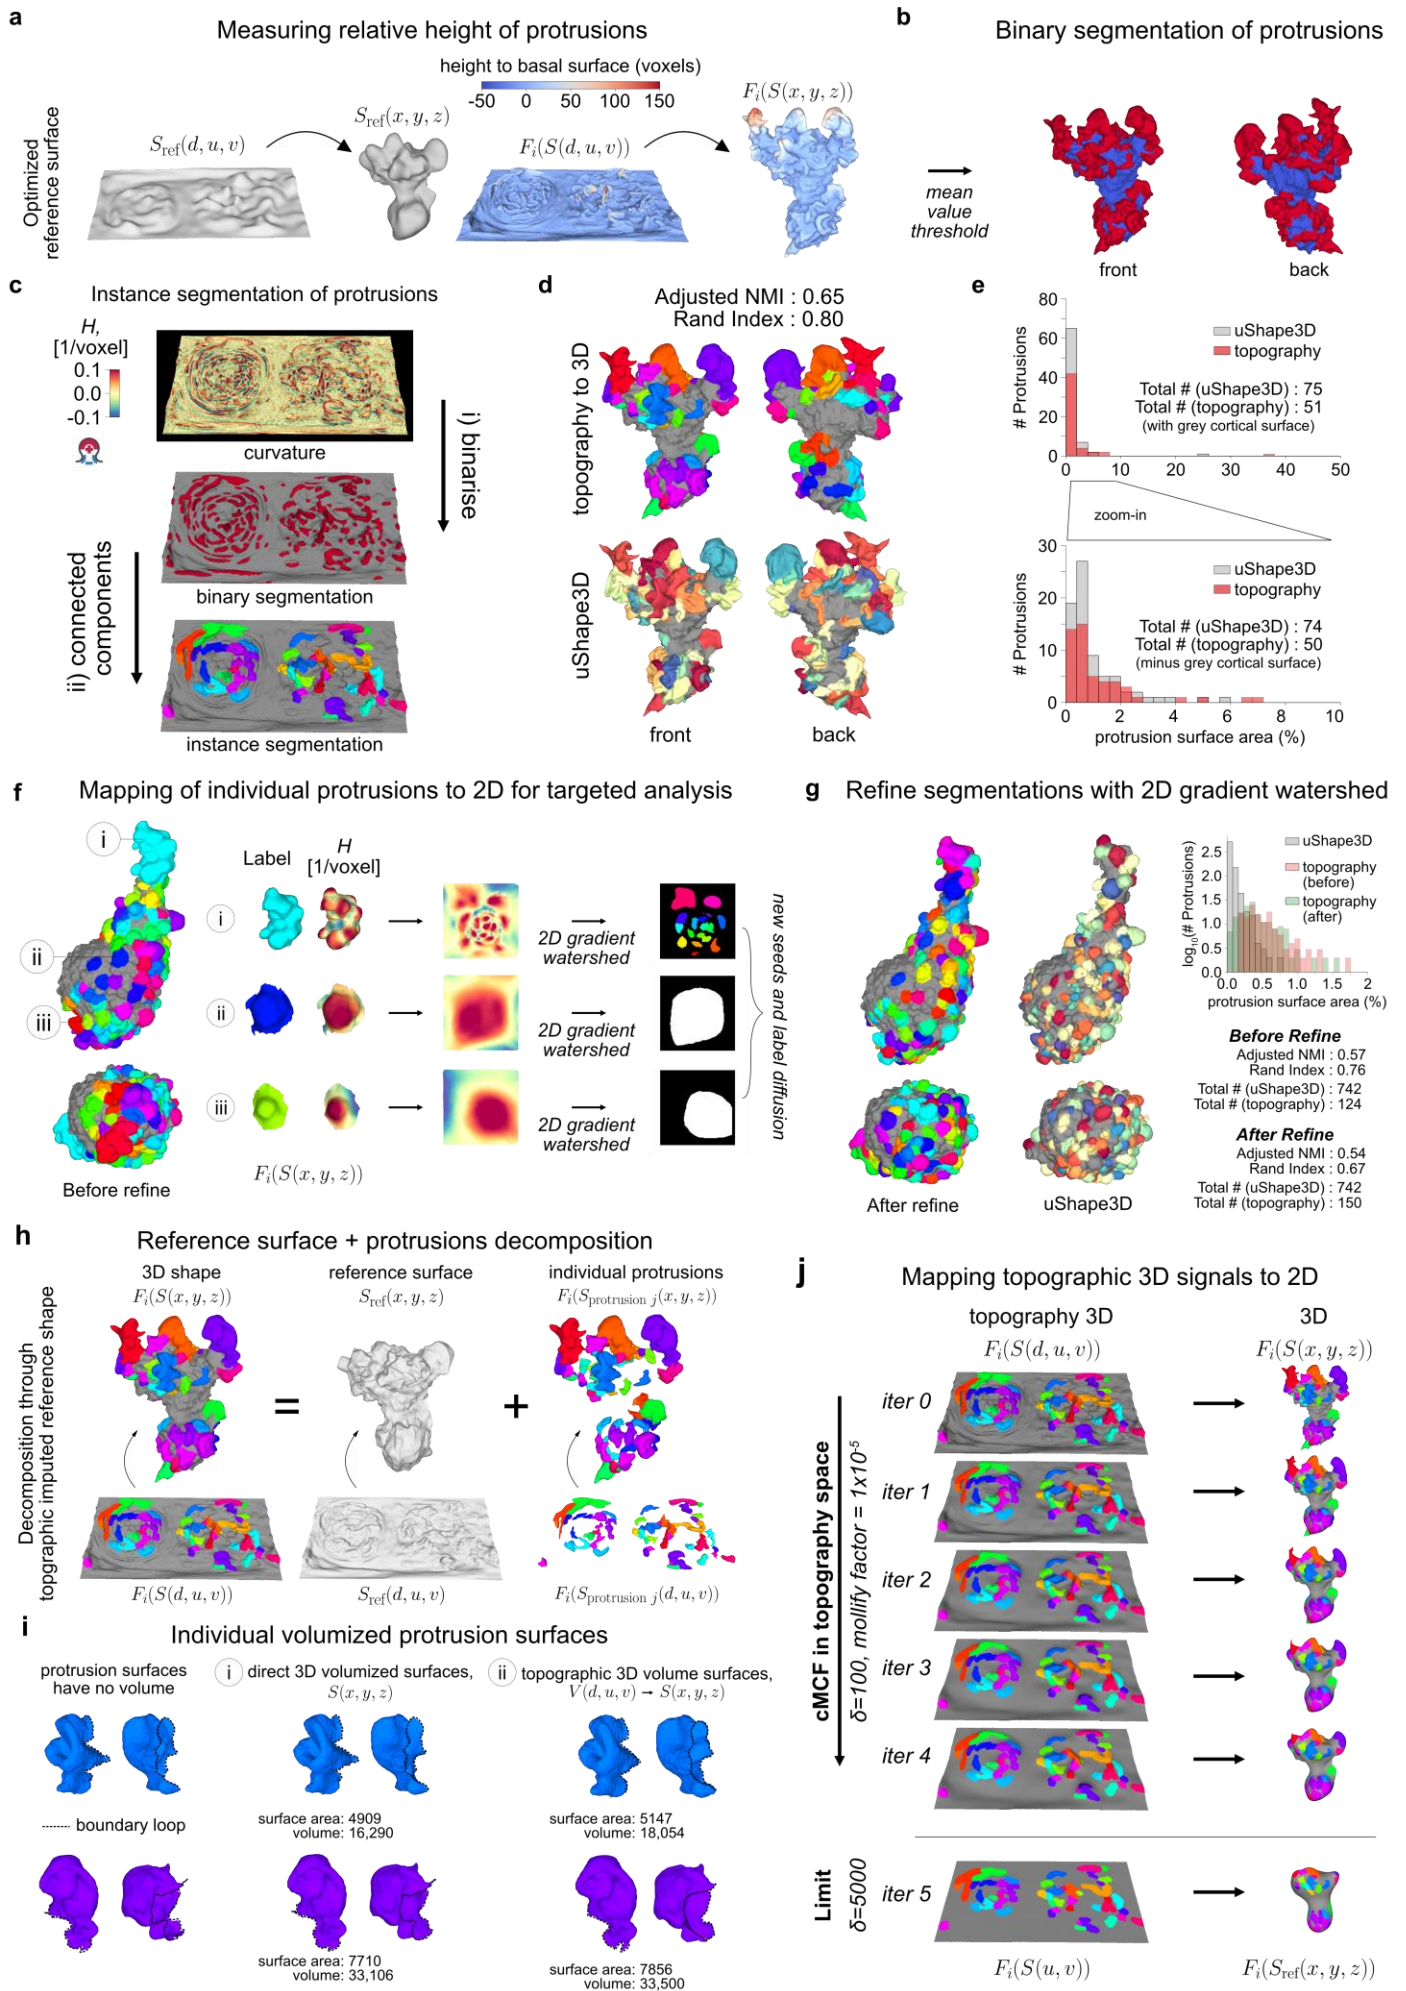 a
Measuring relative height of protrusions
height to basal surface (voxels)
-50 0 50 100 150
Optimized
reference surface
S_ref(d, u, v)
S_ref(x, y, z)
F_i(S(d, u, v))
F_i(S(x, y, z))
b
Binary segmentation of protrusions
mean
value
threshold
front
back
c
Instance segmentation of protrusions
H,
[1/voxel]
0.1
0.0
-0.1
curvature
i) binarise
binary segmentation
ii) connected
components
instance segmentation
d
Adjusted NMI : 0.65
Rand Index : 0.80
topography to 3D
uShape3D
front
back
e
# Protrusions
80
60
40
20
0
uShape3D
topography
Total # (uShape3D) : 75
Total # (topography) : 51
(with grey cortical surface)
0 10 20 30 40 50
zoom-in
# Protrusions
30
20
10
0
uShape3D
topography
Total # (uShape3D) : 74
Total # (topography) : 50
(minus grey cortical surface)
0 2 4 6 8 10
protrusion surface area (%)
f
Mapping of individual protrusions to 2D for targeted analysis
i
ii
iii
Before refine
Label
H
[1/voxel]
i
2D gradient
watershed
ii
2D gradient
watershed
iii
2D gradient
watershed
F_i(S(x, y, z))
new seeds and label diffusion
g
Refine segmentations with 2D gradient watershed
After refine
uShape3D
log10(# Protrusions)
2.5
2.0
1.5
1.0
0.5
0.0
uShape3D
topography
(before)
topography
(after)
0.0 0.5 1.0 1.5 2
protrusion surface area (%)
Before Refine
Adjusted NMI : 0.57
Rand Index : 0.76
Total # (uShape3D) : 742
Total # (topography) : 124
After Refine
Adjusted NMI : 0.54
Rand Index : 0.67
Total # (uShape3D) : 742
Total # (topography) : 150
h
Reference surface + protrusions decomposition
Decomposition through
topgraphic imputed reference shape
3D shape
F_i(S(x, y, z))
reference surface
S_ref(x, y, z)
individual protrusions
F_i(S_protrusion j(x, y, z))
=
+
F_i(S(d, u, v))
S_ref(d, u, v)
F_i(S_protrusion j(d, u, v))
i
Individual volumized protrusion surfaces
protrusion surfaces
have no volume
i direct 3D volumized surfaces,
S(x, y, z)
ii topographic 3D volume surfaces,
V(d, u, v) → S(x, y, z)
surface area: 4909
volume: 16,290
surface area: 5147
volume: 18,054
boundary loop
surface area: 7710
volume: 33,106
surface area: 7856
volume: 33,500
j
Mapping topographic 3D signals to 2D
topography 3D
F_i(S(d, u, v))
3D
F_i(S(x, y, z))
cMCF in topography space
δ=100, mollify factor = 1x10^-5
iter 0
iter 1
iter 2
iter 3
iter 4
Limit
δ=5000
iter 5
F_i(S(u, v))
F_i(S_ref(x, y, z))